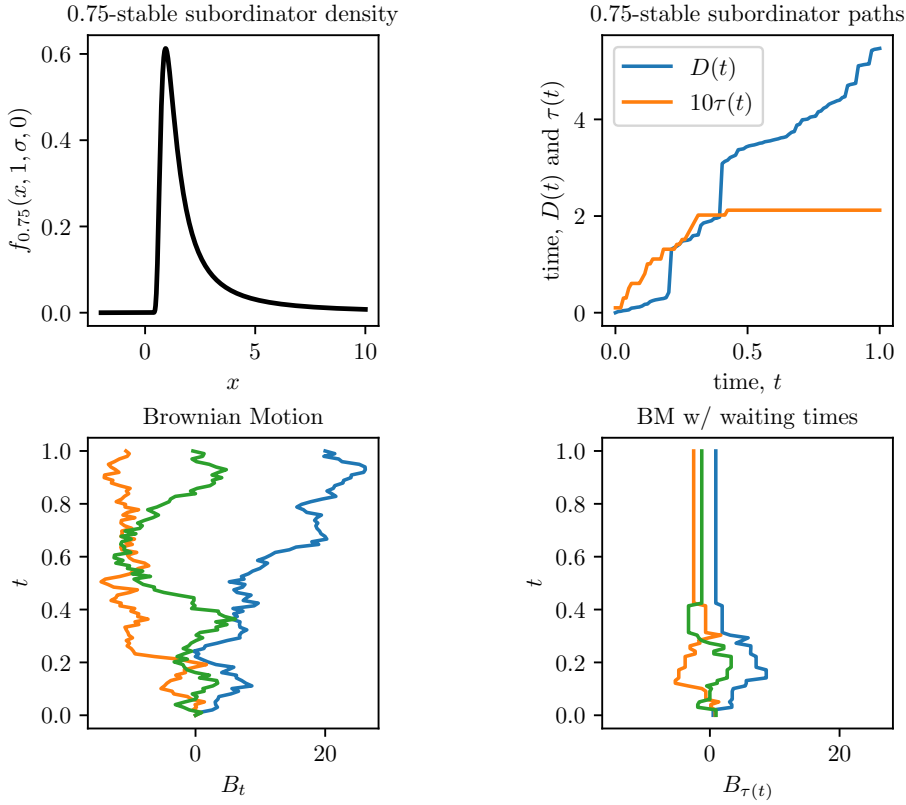 0.75-stable subordinator density
0.6
0.4
0.2
0.0
0
5
10
f_{0.75}(x, 1, σ, 0)
x
0.75-stable subordinator paths
D(t)
10τ(t)
4
2
0
0.0
0.5
1.0
time, D(t) and τ(t)
time, t
Brownian Motion
1.0
0.8
0.6
0.4
0.2
0.0
0
20
t
B_t
BM w/ waiting times
1.0
0.8
0.6
0.4
0.2
0.0
0
20
t
B_{τ(t)}